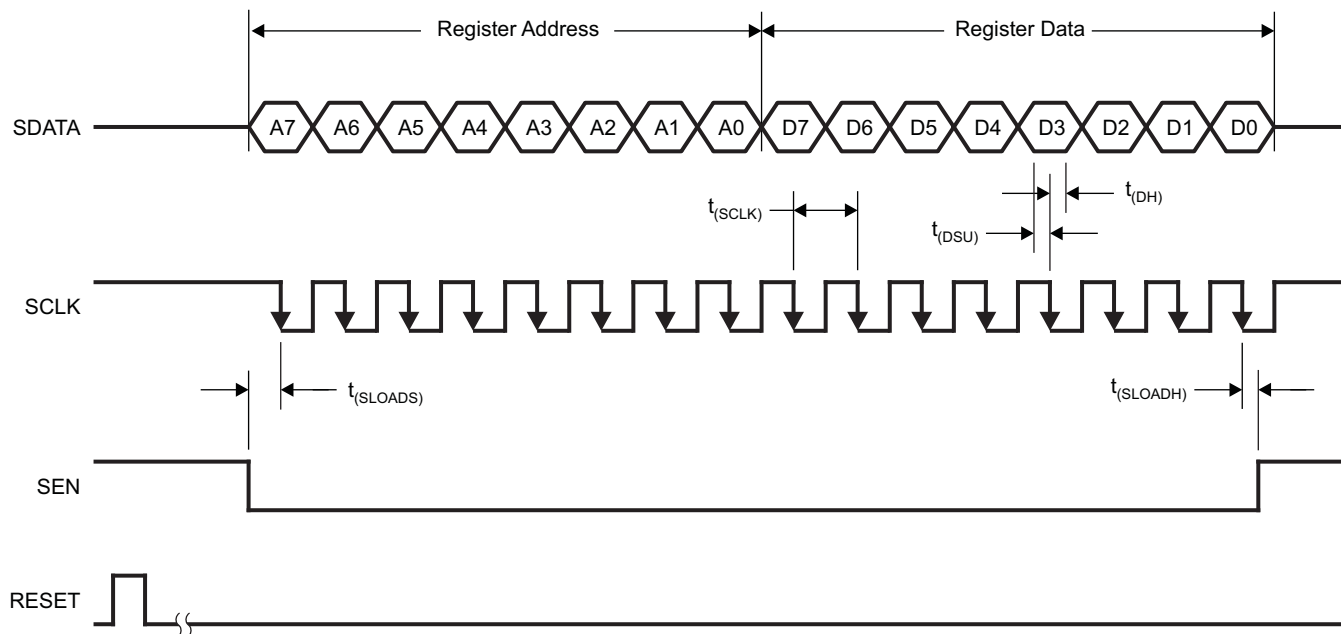 Register Address
Register Data
SDATA
A7 A6 A5 A4 A3 A2 A1 A0 D7 D6 D5 D4 D3 D2 D1 D0
t(SCLK)
t(DH)
t(DSU)
SCLK
t(SLOADS)
t(SLOADH)
SEN
RESET